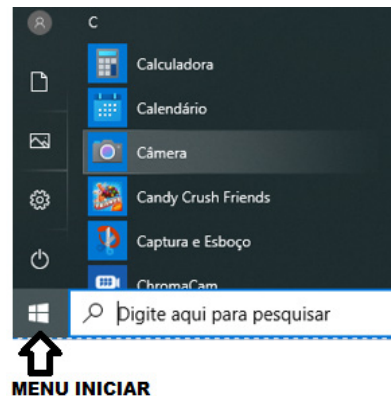 C
Calculadora
Calendário
Câmera
Candy Crush Friends
Captura e Esboço
ChromaCam
Digite aqui para pesquisar
MENU INICIAR